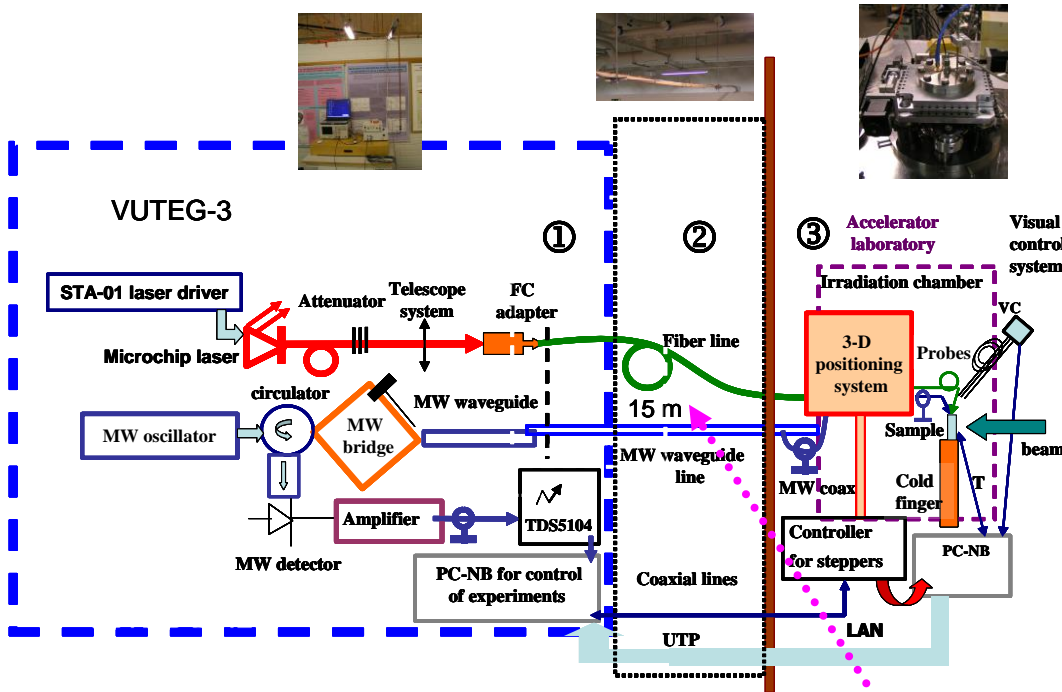 VUTEG-3
①
②
③
Accelerator
laboratory
Visual
control
system
STA-01 laser driver
Attenuator
Telescope
system
FC
adapter
Irradiation chamber
VC
Microchip laser
Fiber line
3-D
positioning
system
Probes
circulator
MW waveguide
15 m
MW oscillator
MW
bridge
MW waveguide
line
Sample
beam
MW coax
Cold
finger
T
Amplifier
TDS5104
MW detector
Controller
for steppers
PC-NB
PC-NB for control
of experiments
Coaxial lines
UTP
LAN